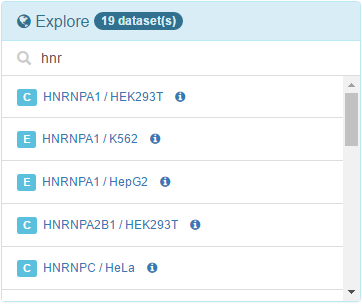 Explore 19 dataset(s)
hnr
C HNRNPA1 / HEK293T
E HNRNPA1 / K562
E HNRNPA1 / HepG2
C HNRNPA2B1 / HEK293T
C HNRNPC / HeLa